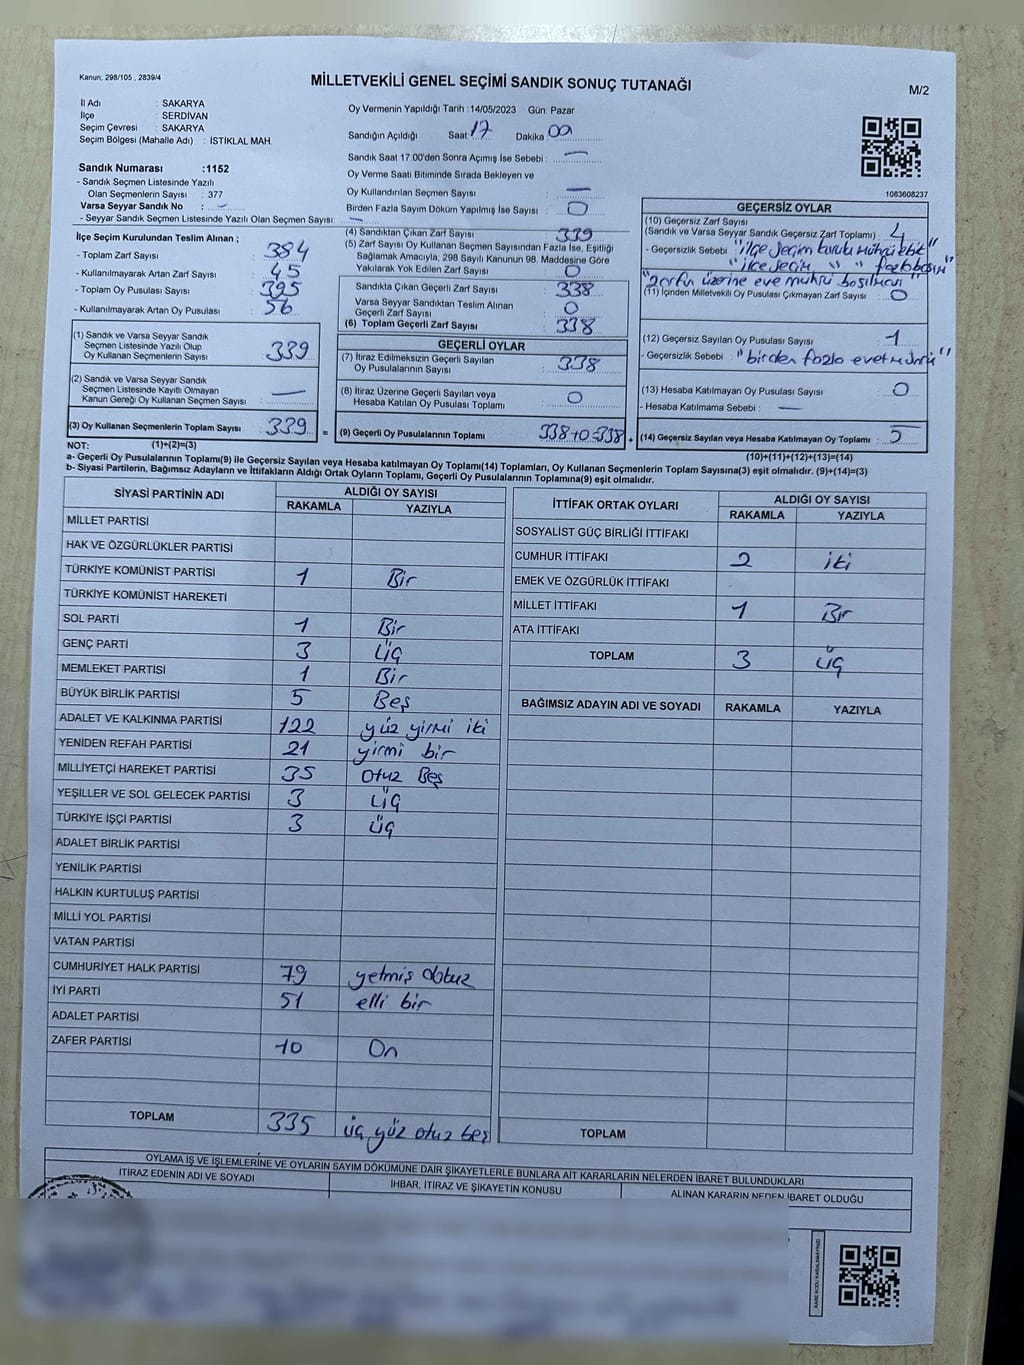 Kanun, 298/105 , 2839/4
MİLLETVEKİLİ GENEL SEÇİMİ SANDIK SONUÇ TUTANAĞI
M/2
İl Adı : SAKARYA
İlçe : SERDİVAN
Seçim Çevresi : SAKARYA
Seçim Bölgesi (Mahalle Adı) : İSTİKLAL MAH.
Sandık Numarası :1152
- Sandık Seçmen Listesinde Yazılı
Olan Seçmenlerin Sayısı : 377
Varsa Seyyar Sandık No : —
- Seyyar Sandık Seçmen Listesinde Yazılı Olan Seçmen Sayısı: —
Oy Vermenin Yapıldığı Tarih :14/05/2023 Gün: Pazar
Sandığın Açıldığı Saat 17 Dakika 00
Sandık Saat 17.00'den Sonra Açımış İse Sebebi : —
Oy Verme Saati Bitiminde Sırada Bekleyen ve
Oy Kullandırılan Seçmen Sayısı —
Birden Fazla Sayım Döküm Yapılmış İse Sayısı : 0
1083608237
İlçe Seçim Kurulundan Teslim Alınan ;
- Toplam Zarf Sayısı : 384
- Kullanılmayarak Artan Zarf Sayısı : 45
- Toplam Oy Pusulası Sayısı : 395
- Kullanılmayarak Artan Oy Pusulası : 56
(1) Sandık ve Varsa Seyyar Sandık
Seçmen Listesinde Yazılı Olup
Oy Kullanan Seçmenlerin Sayısı : 339
(2) Sandık ve Varsa Seyyar Sandık
Seçmen Listesinde Kayıtlı Olmayan
Kanun Gereği Oy Kullanan Seçmen Sayısı : —
(3) Oy Kullanan Seçmenlerin Toplam Sayısı : 339
(4) Sandıktan Çıkan Zarf Sayısı : 339
(5) Zarf Sayısı Oy Kullanan Seçmen Sayısından Fazla İse, Eşitliği
Sağlamak Amacıyla, 298 Sayılı Kanunun 98. Maddesine Göre
Yakılarak Yok Edilen Zarf Sayısı : 0
Sandıkta Çıkan Geçerli Zarf Sayısı : 338
Varsa Seyyar Sandıktan Teslim Alınan
Geçerli Zarf Sayısı : 0
(6) Toplam Geçerli Zarf Sayısı : 338
GEÇERLİ OYLAR
(7) İtiraz Edilmeksizin Geçerli Sayılan
Oy Pusulalarının Sayısı : 338
(8) İtiraz Üzerine Geçerli Sayılan veya
Hesaba Katılan Oy Pusulası Toplamı : 0
= (9) Geçerli Oy Pusulalarının Toplamı : 338+0=338 +
GEÇERSİZ OYLAR
(10) Geçersiz Zarf Sayısı
(Sandık ve Varsa Seyyar Sandık Geçersiz Zarf Toplamı) : 4
- Geçersizlik Sebebi : "ilçe seçim kurulu mührü
"ilçe seçim " "
"zarfın üzerine evet mührü basılması"
(11) İçinden Milletvekili Oy Pusulası Çıkmayan Zarf Sayısı : 0
(12) Geçersiz Sayılan Oy Pusulası Sayısı : 1
- Geçersizlik Sebebi : "birden fazla evet mührü"
(13) Hesaba Katılmayan Oy Pusulası Sayısı : 0
- Hesaba Katılmama Sebebi : —
(14) Geçersiz Sayılan veya Hesaba Katılmayan Oy Toplamı : 5
NOT: (1)+(2)=(3)
(10)+(11)+(12)+(13)=(14)
a- Geçerli Oy Pusulalarının Toplamı(9) ile Geçersiz Sayılan veya Hesaba katılmayan Oy Toplamı(14) Toplamları, Oy Kullanan Seçmenlerin Toplam Sayısına(3) eşit olmalıdır. (9)+(14)=(3)
b- Siyasi Partilerin, Bağımsız Adayların ve İttifakların Aldığı Ortak Oyların Toplamı, Geçerli Oy Pusulalarının Toplamına(9) eşit olmalıdır.
SİYASİ PARTİNİN ADI ALDIĞI OY SAYISI
RAKAMLA YAZIYLA
MİLLET PARTİSİ
HAK VE ÖZGÜRLÜKLER PARTİSİ
TÜRKİYE KOMÜNİST PARTİSİ 1 Bir
TÜRKİYE KOMÜNİST HAREKETİ
SOL PARTİ 1 Bir
GENÇ PARTİ 3 üç
MEMLEKET PARTİSİ 1 Bir
BÜYÜK BİRLİK PARTİSİ 5 Beş
ADALET VE KALKINMA PARTİSİ 122 yüz yirmi iki
YENİDEN REFAH PARTİSİ 21 yirmi bir
MİLLİYETÇİ HAREKET PARTİSİ 35 otuz Beş
YEŞİLLER VE SOL GELECEK PARTİSİ 3 üç
TÜRKİYE İŞÇİ PARTİSİ 3 üç
ADALET BİRLİK PARTİSİ
YENİLİK PARTİSİ
HALKIN KURTULUŞ PARTİSİ
MİLLİ YOL PARTİSİ
VATAN PARTİSİ
CUMHURİYET HALK PARTİSİ 79 yetmiş dokuz
İYİ PARTİ 51 elli bir
ADALET PARTİSİ
ZAFER PARTİSİ 10 On
TOPLAM 335 üç yüz otuz beş
İTTİFAK ORTAK OYLARI ALDIĞI OY SAYISI
RAKAMLA YAZIYLA
SOSYALİST GÜÇ BİRLİĞİ İTTİFAKI
CUMHUR İTTİFAKI 2 iki
EMEK VE ÖZGÜRLÜK İTTİFAKI
MİLLET İTTİFAKI 1 Bir
ATA İTTİFAKI
TOPLAM 3 üç
BAĞIMSIZ ADAYIN ADI VE SOYADI RAKAMLA YAZIYLA
TOPLAM
OYLAMA İŞ VE İŞLEMLERİNE VE OYLARIN SAYIM DÖKÜMÜNE DAİR ŞİKAYETLERLE BUNLARA AİT KARARLARIN NELERDEN İBARET BULUNDUKLARI
İTİRAZ EDENİN ADI VE SOYADI İHBAR, İTİRAZ VE ŞİKAYETİN KONUSU ALINAN KARARIN NEDEN İBARET OLDUĞU